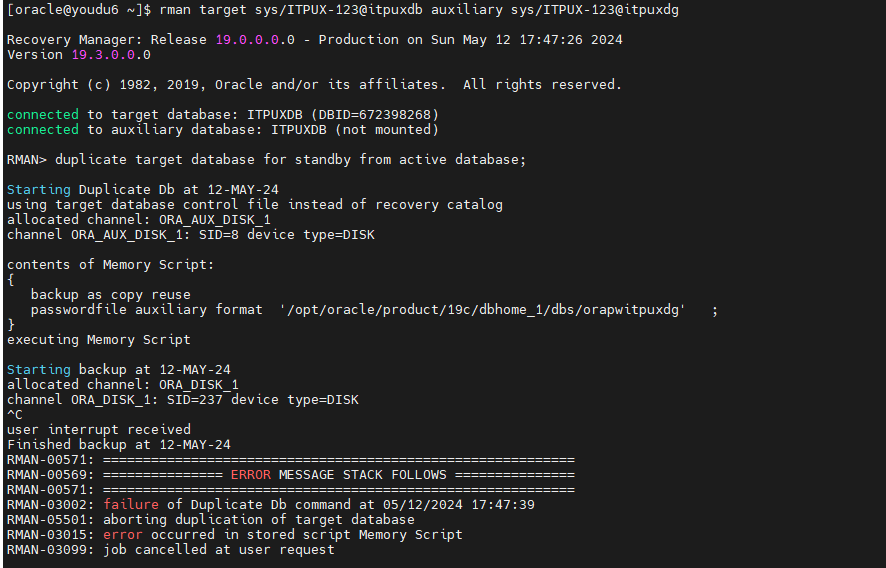 [oracle@youdu6 ~]$ rman target sys/ITPUX-123@itpuxdb auxiliary sys/ITPUX-123@itpuxdg
Recovery Manager: Release 19.0.0.0.0 - Production on Sun May 12 17:47:26 2024
Version 19.3.0.0.0
Copyright (c) 1982, 2019, Oracle and/or its affiliates.  All rights reserved.
connected to target database: ITPUXDB (DBID=672398268)
connected to auxiliary database: ITPUXDB (not mounted)
RMAN> duplicate target database for standby from active database;
Starting Duplicate Db at 12-MAY-24
using target database control file instead of recovery catalog
allocated channel: ORA_AUX_DISK_1
channel ORA_AUX_DISK_1: SID=8 device type=DISK
contents of Memory Script:
{
   backup as copy reuse
   passwordfile auxiliary format  '/opt/oracle/product/19c/dbhome_1/dbs/orapwitpuxdg'   ;
}
executing Memory Script
Starting backup at 12-MAY-24
allocated channel: ORA_DISK_1
channel ORA_DISK_1: SID=237 device type=DISK
^C
user interrupt received
Finished backup at 12-MAY-24
RMAN-00571: ===========================================================
RMAN-00569: =============== ERROR MESSAGE STACK FOLLOWS ===============
RMAN-00571: ===========================================================
RMAN-03002: failure of Duplicate Db command at 05/12/2024 17:47:39
RMAN-05501: aborting duplication of target database
RMAN-03015: error occurred in stored script Memory Script
RMAN-03099: job cancelled at user request